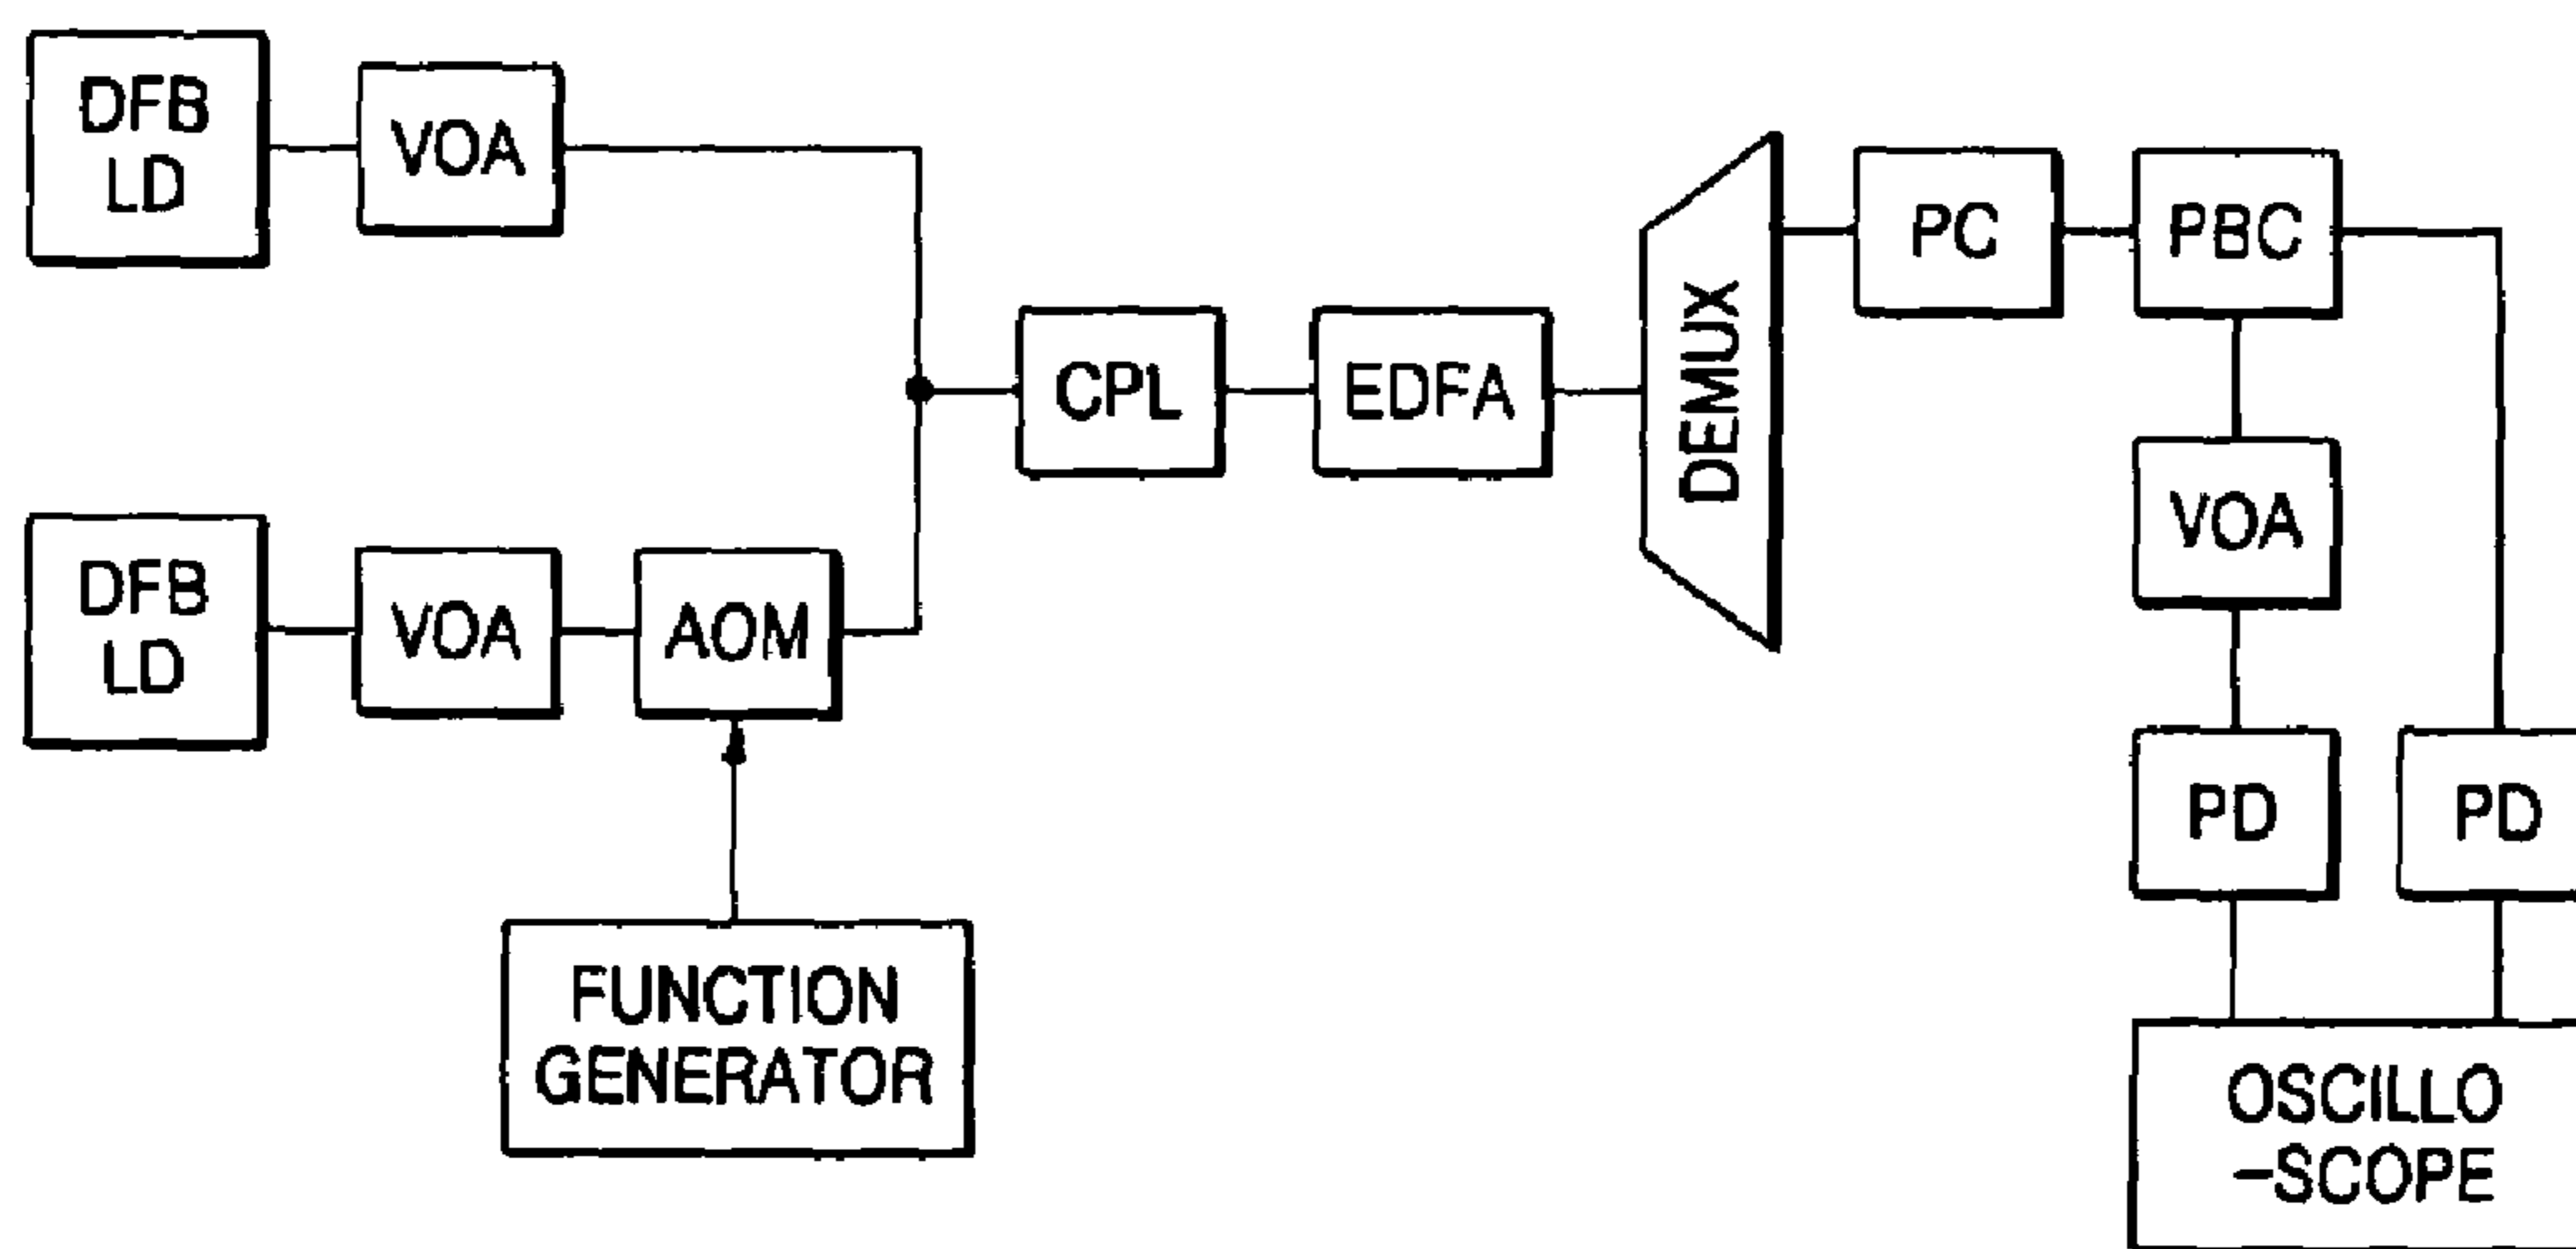 DFB
LD
VOA
DFB
LD
VOA
AOM
FUNCTION
GENERATOR
CPL
EDFA
DEMUX
PC
PBC
VOA
PD
PD
OSCILLO
-SCOPE